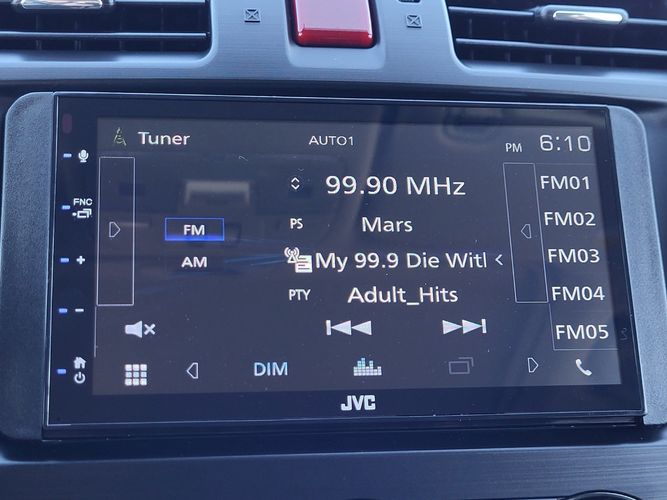 Tuner AUTO1 PM 6:10
99.90 MHz FM01
FNC
FM PS Mars FM02
AM My 99.9 Die Witl FM03
PTY Adult_Hits FM04
FM05
DIM
JVC